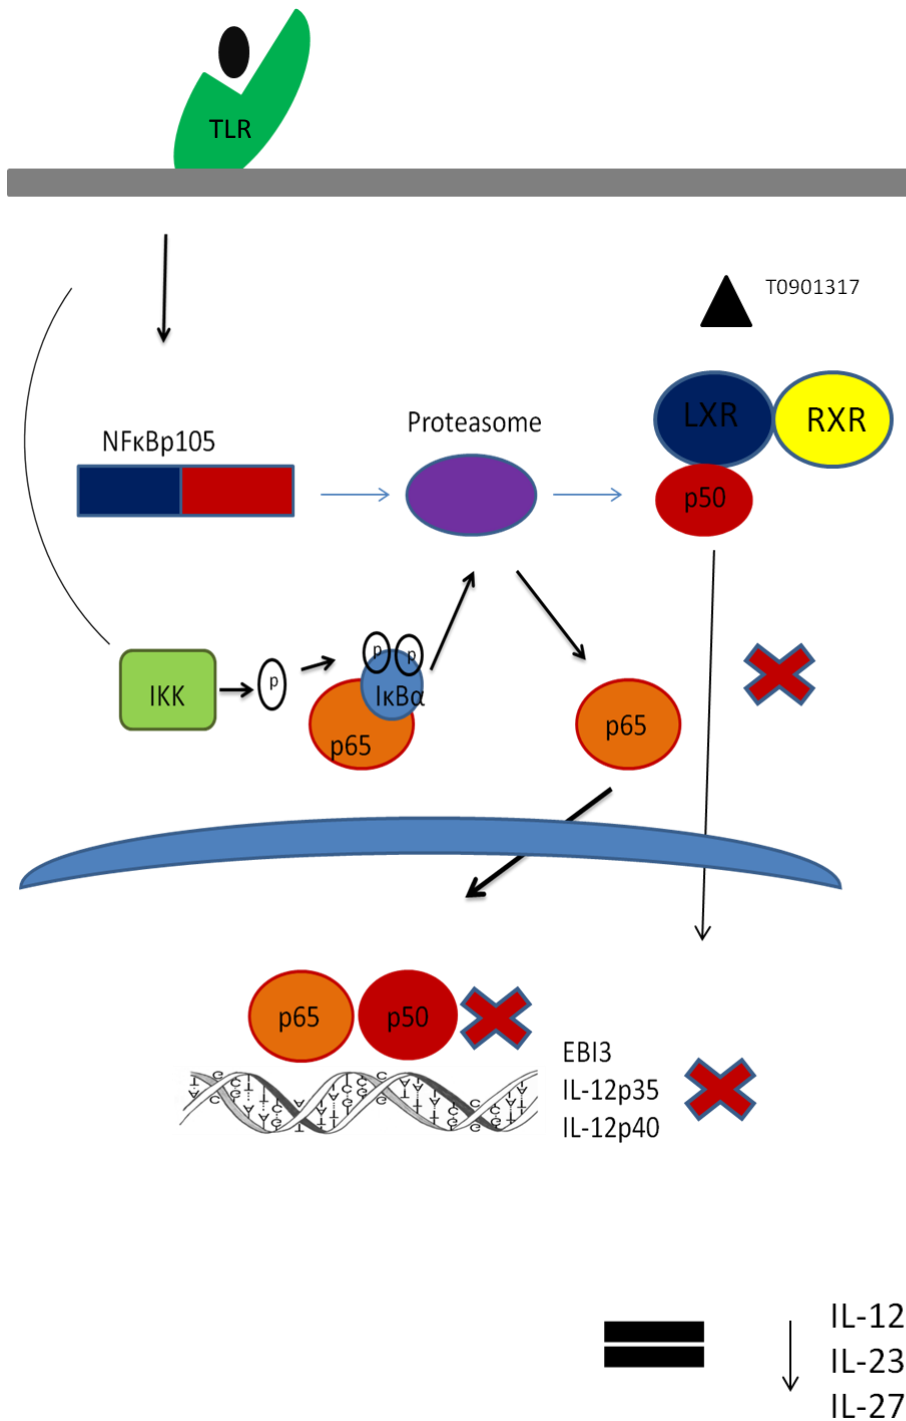 TLR
T0901317
LXR
RXR
Proteasome
NFκBp105
p50
p
p
p
IκBα
IKK
p65
p65
p65
p50
EBI3
IL-12p35
IL-12p40
IL-12
IL-23
IL-27